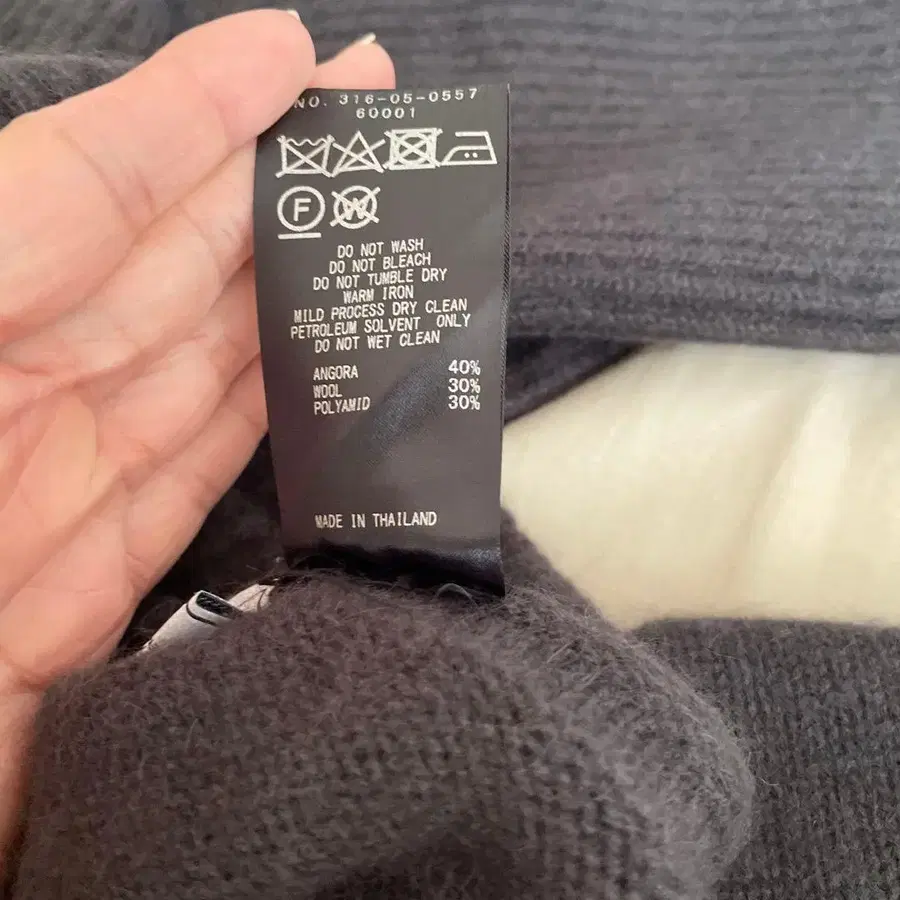 NO. 316-05-0557
60001
F
W
DO NOT WASH
DO NOT BLEACH
DO NOT TUMBLE DRY
WARM IRON
MILD PROCESS DRY CLEAN
PETROLEUM SOLVENT ONLY
DO NOT WET CLEAN
ANGORA 40%
WOOL 30%
POLYAMID 30%
MADE IN THAILAND